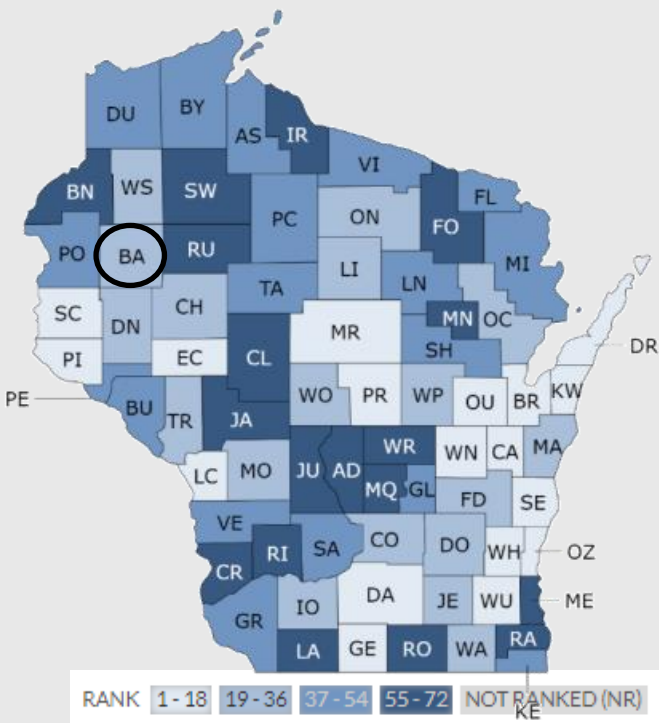 DU BY
AS IR
VI
BN WS SW
FL
PC ON FO
PO BA RU MI
LI
TA LN
SC DN CH MN OC
MR
PI EC CL SH DR
PE BU WO PR WP OU BR KW
TR JA
WR WN CA MA
LC MO JU AD
MQ GL FD SE
VE
RI SA CO DO WH OZ
CR
DA
IO JE WU ME
GR
LA GE RO WA RA
RANK 1 - 18 19 - 36 37 - 54 55 - 72 NOT RANKED (NR)
KE